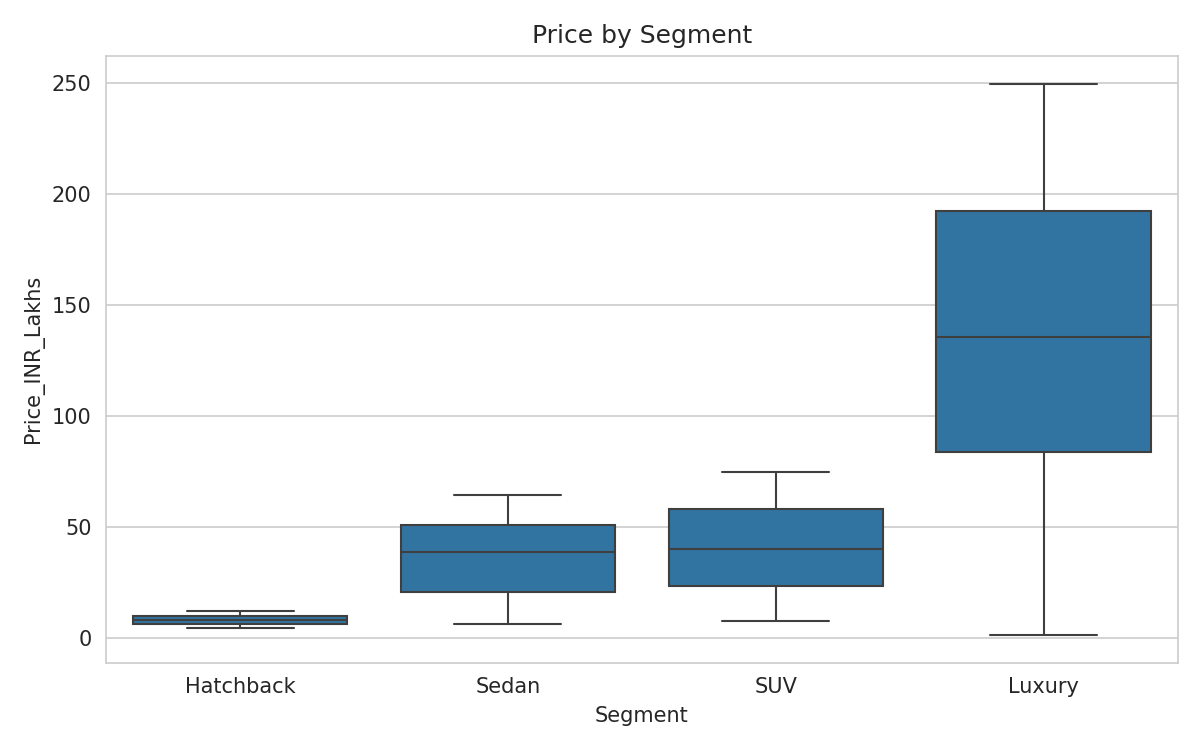 Price by Segment
Price_INR_Lakhs
250
200
150
100
50
0
Hatchback Sedan SUV Luxury
Segment